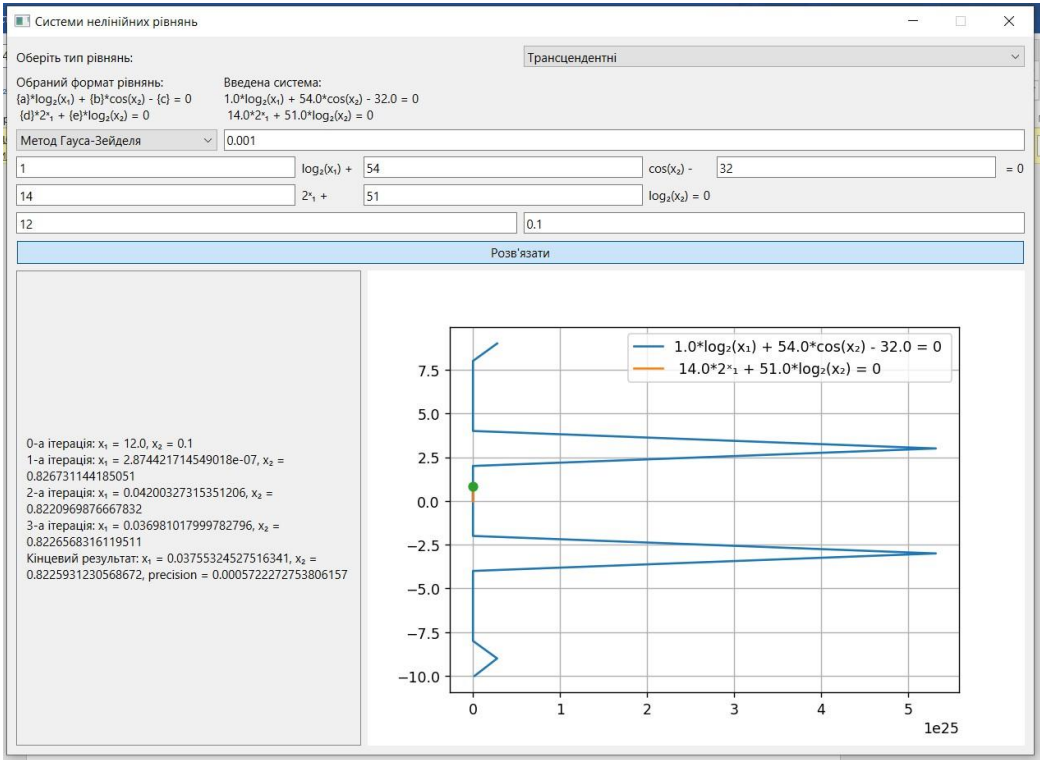 Системи нелінійних рівнянь
Оберіть тип рівнянь:
Трансцендентні
Обраний формат рівнянь:
{a}*log₂(x₁) + {b}*cos(x₂) - {c} = 0
{d}*2ˣ₁ + {e}*log₂(x₂) = 0
Введена система:
1.0*log₂(x₁) + 54.0*cos(x₂) - 32.0 = 0
14.0*2ˣ₁ + 51.0*log₂(x₂) = 0
Метод Гауса-Зейделя
0.001
1 log₂(x₁) + 54 cos(x₂) - 32 = 0
14 2ˣ₁ + 51 log₂(x₂) = 0
12
0.1
Розв'язати
0-а ітерація: x₁ = 12.0, x₂ = 0.1
1-а ітерація: x₁ = 2.874421714549018e-07, x₂ =
0.826731144185051
2-а ітерація: x₁ = 0.04200327315351206, x₂ =
0.8220969876667832
3-а ітерація: x₁ = 0.036981017999782796, x₂ =
0.8226568316119511
Кінцевий результат: x₁ = 0.03755324527516341, x₂ =
0.8225931230568672, precision = 0.0005722272753806157
1.0*log₂(x₁) + 54.0*cos(x₂) - 32.0 = 0
14.0*2ˣ₁ + 51.0*log₂(x₂) = 0
7.5
5.0
2.5
0.0
−2.5
−5.0
−7.5
−10.0
0 1 2 3 4 5
1e25